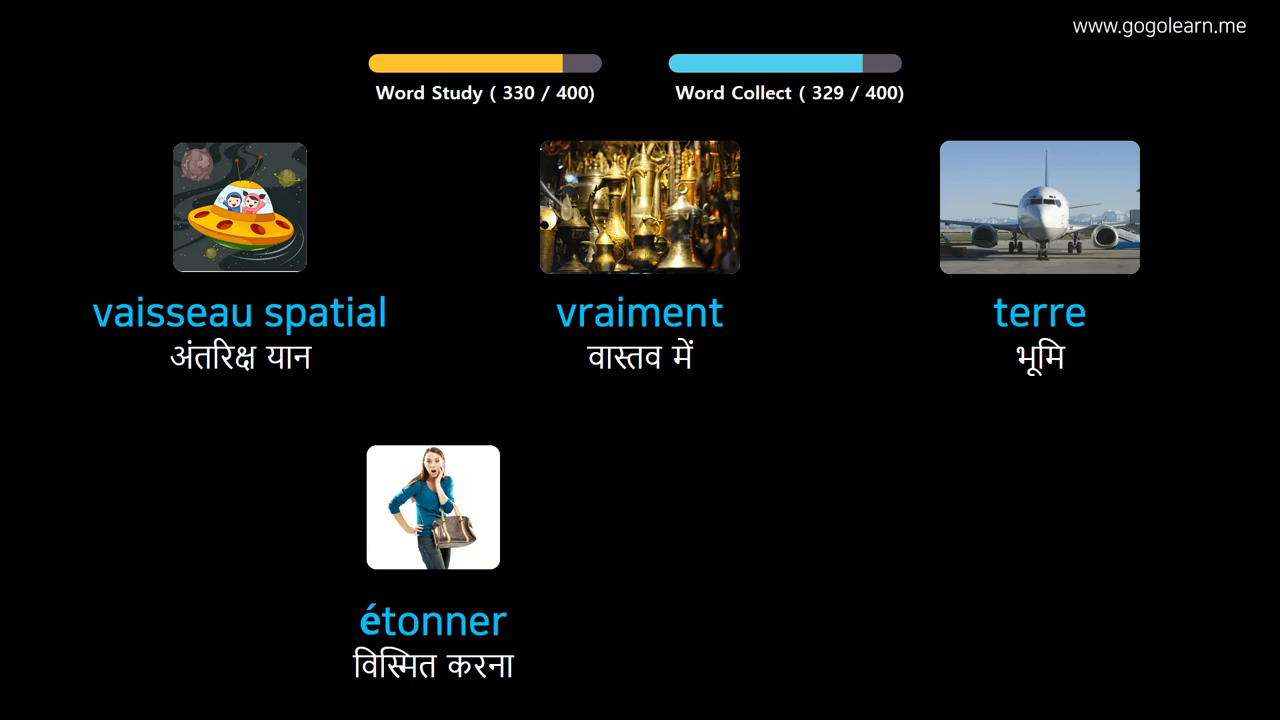 www.gogolearn.me
Word Study ( 330 / 400)
Word Collect ( 329 / 400)
vaisseau spatial
अंतरिक्ष यान
vraiment
वास्तव में
terre
भूमि
étonner
विस्मित करना